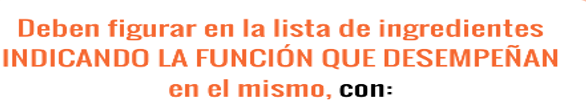 Deben figurar en la lista de ingredientes
INDICANDO LA FUNCIÓN QUE DESEMPEÑAN
en el mismo, con: